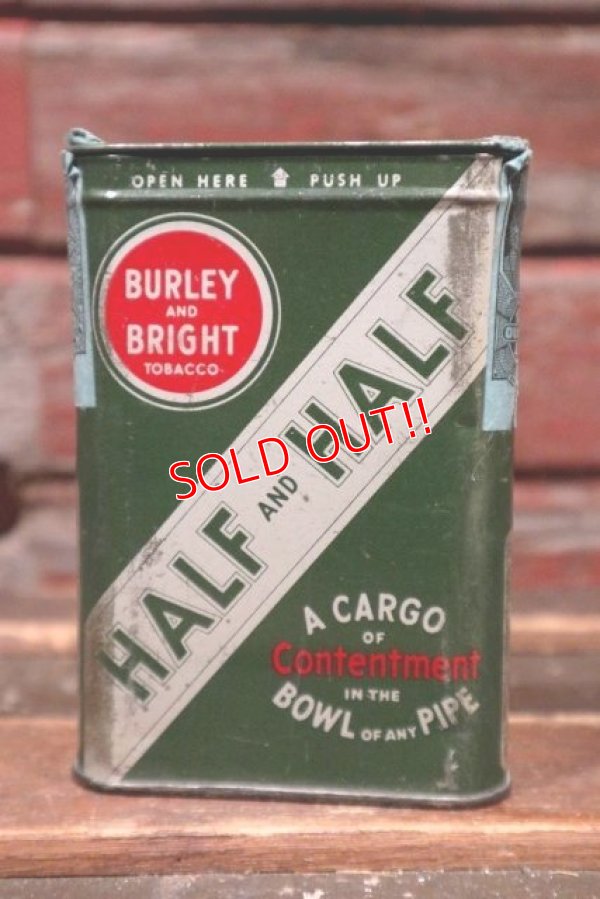 OPEN HERE PUSH UP
BURLEY
AND
BRIGHT
TOBACCO
HALF AND HALF
SOLD OUT!!
A CARGO
OF
Contentment
IN THE
BOWL OF ANY PIPE